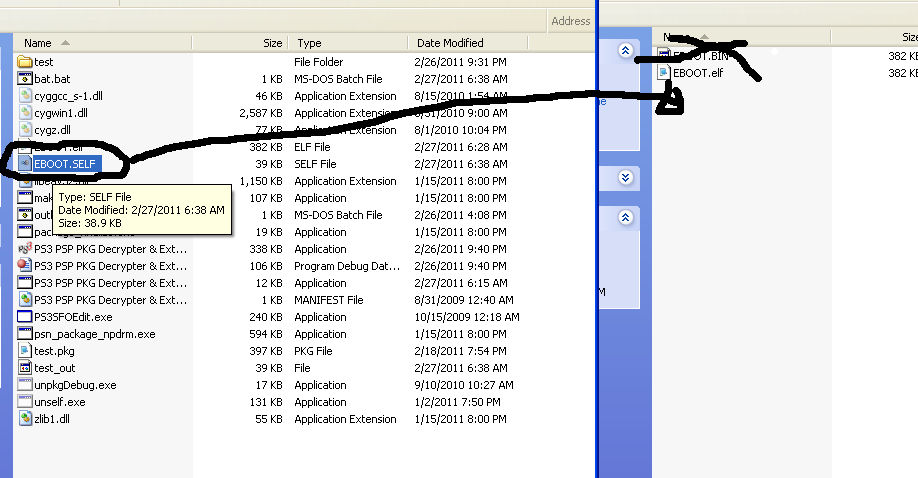 Address
Name Size Type Date Modified
test File Folder 2/26/2011 9:31 PM
bat.bat 1 KB MS-DOS Batch File 2/27/2011 6:38 AM
cyggcc_s-1.dll 46 KB Application Extension 8/15/2010 1:54 AM
cygwin1.dll 2,587 KB Application Extension 8/31/2010 9:00 AM
cygz.dll 77 KB Application Extension 8/1/2010 10:04 PM
EBOOT.elf 382 KB ELF File 2/27/2011 6:28 AM
EBOOT.SELF 39 KB SELF File 2/27/2011 6:38 AM
1,150 KB Application Extension 1/15/2011 8:00 PM
mak 107 KB Application 1/15/2011 8:00 PM
outl 1 KB MS-DOS Batch File 2/26/2011 4:08 PM
19 KB Application 1/15/2011 8:00 PM
PS3 PSP PKG Decrypter & Ext... 338 KB Application 2/26/2011 9:40 PM
PS3 PSP PKG Decrypter & Ext... 106 KB Program Debug Dat... 2/26/2011 9:40 PM
PS3 PSP PKG Decrypter & Ext... 12 KB Application 2/27/2011 6:15 AM
PS3 PSP PKG Decrypter & Ext... 1 KB MANIFEST File 8/31/2009 12:40 AM
PS3SFOEdit.exe 240 KB Application 10/15/2009 12:18 AM
psn_package_npdrm.exe 594 KB Application 1/15/2011 8:00 PM
test.pkg 397 KB PKG File 2/18/2011 7:54 PM
test_out 39 KB File 2/27/2011 6:38 AM
unpkgDebug.exe 17 KB Application 9/10/2010 10:27 AM
unself.exe 131 KB Application 1/2/2011 7:50 PM
zlib1.dll 55 KB Application Extension 1/15/2011 8:00 PM
Type: SELF File
Date Modified: 2/27/2011 6:38 AM
Size: 38.9 KB
Size
EBOOT.BIN 382 KB
EBOOT.elf 382 KB
ne
M